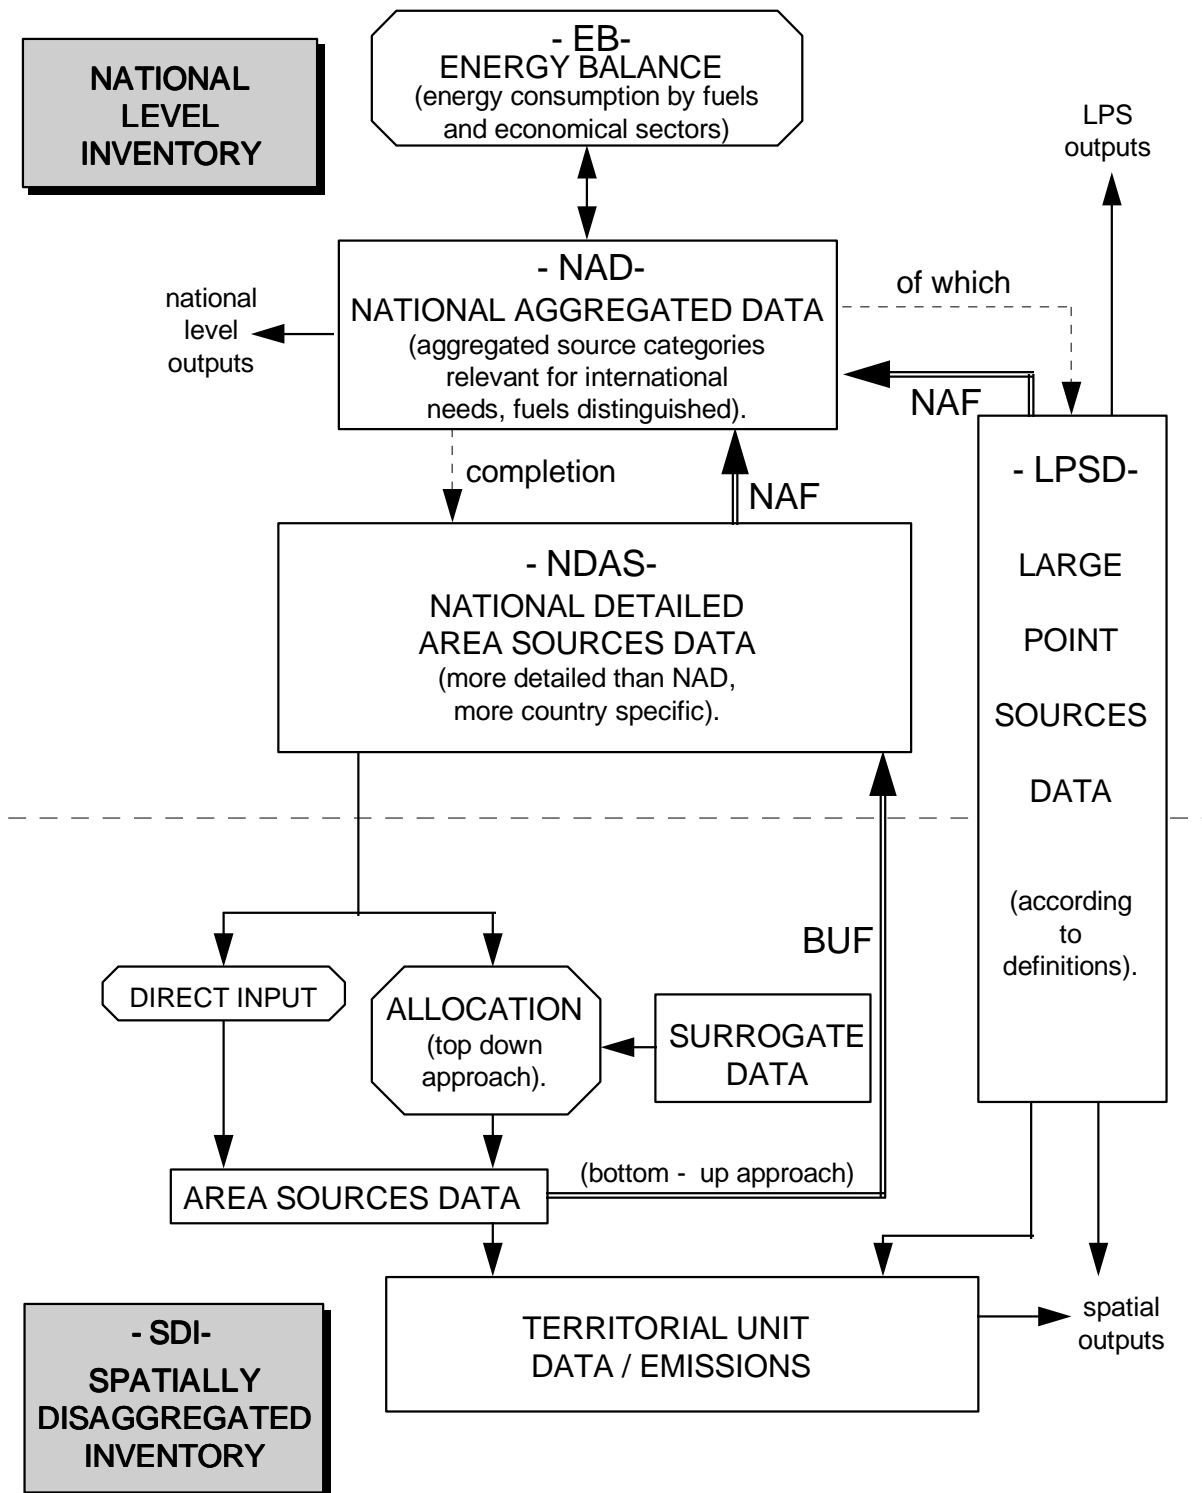 NATIONAL
LEVEL
INVENTORY
- EB-
ENERGY BALANCE
(energy consumption by fuels
and economical sectors)
LPS
outputs
- NAD-
NATIONAL AGGREGATED DATA
(aggregated source categories
relevant for international
needs, fuels distinguished).
national
level
outputs
of which
NAF
completion
NAF
- NDAS-
NATIONAL DETAILED
AREA SOURCES DATA
(more detailed than NAD,
more country specific).
- LPSD-
LARGE
POINT
SOURCES
DATA
(according
to
definitions).
BUF
DIRECT INPUT
ALLOCATION
(top down
approach).
SURROGATE
DATA
AREA SOURCES DATA
(bottom - up approach)
TERRITORIAL UNIT
DATA / EMISSIONS
spatial
outputs
- SDI-
SPATIALLY
DISAGGREGATED
INVENTORY